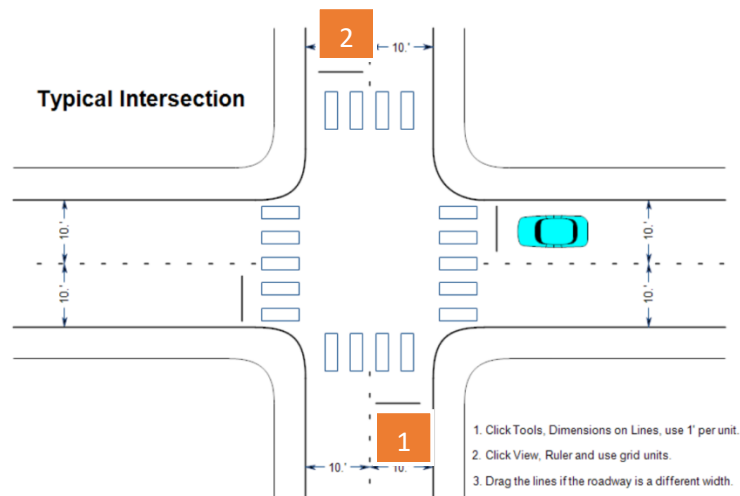 2
10.'
Typical Intersection
10.'
10.'
10.'
10.'
1
1. Click Tools, Dimensions on Lines, use 1' per unit.
2. Click View, Ruler and use grid units.
10.'
10.'
3. Drag the lines if the roadway is a different width.